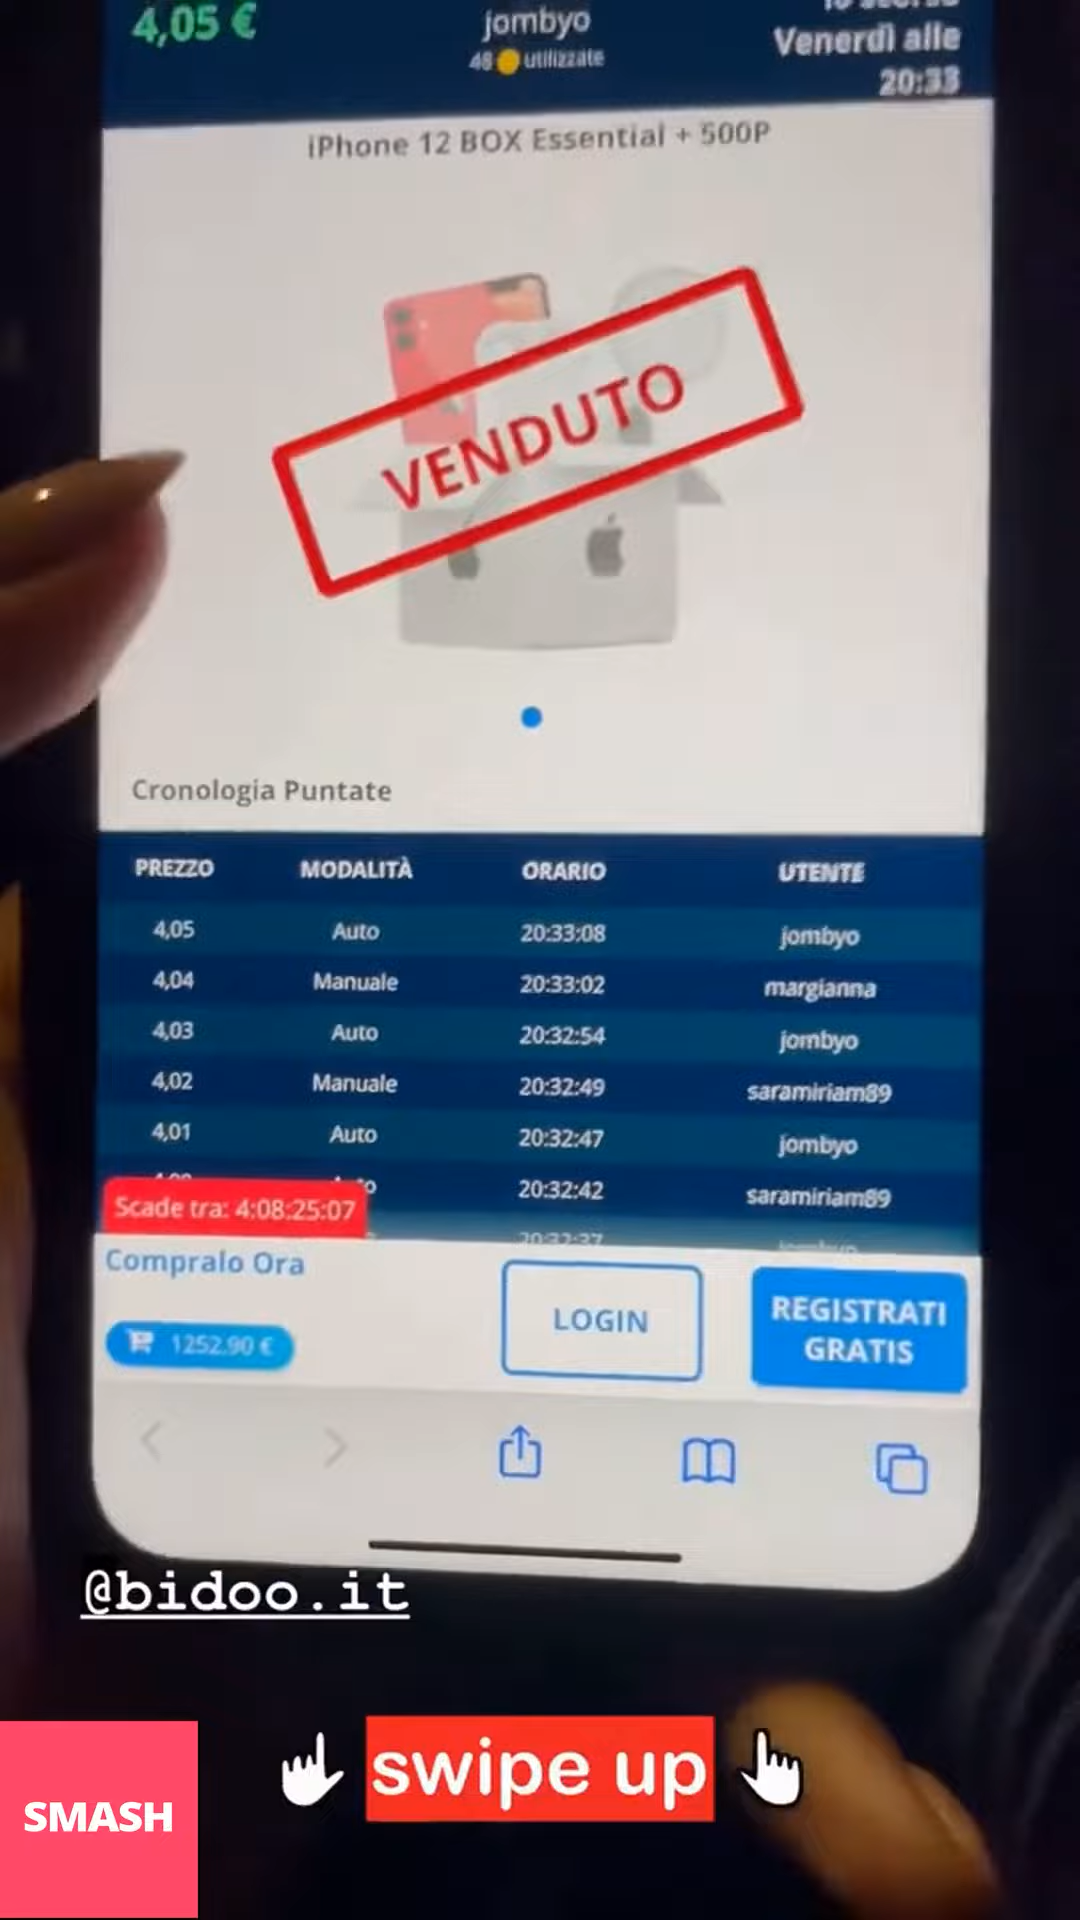 4,05 €
jombyo
48 utilizzate
Venerdì alle
20:33
iPhone 12 BOX Essential + 500P
VENDUTO
Cronologia Puntate
PREZZO MODALITÀ ORARIO UTENTE
4,05 Auto 20:33:08 jombyo
4,04 Manuale 20:33:02 margianna
4,03 Auto 20:32:54 jombyo
4,02 Manuale 20:32:49 saramiriam89
4,01 Auto 20:32:47 jombyo
20:32:42 saramiriam89
Scade tra: 4:08:25:07
Compralo Ora
1252.90 €
LOGIN
REGISTRATI
GRATIS
@bidoo.it
swipe up
SMASH